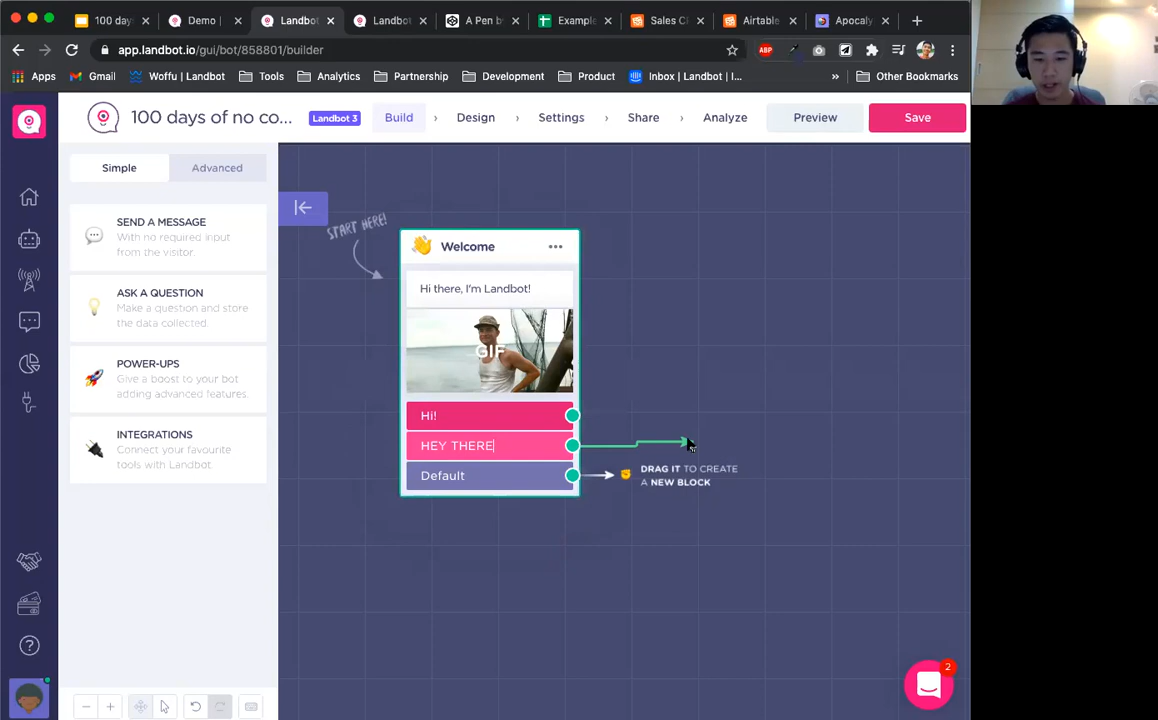 100 days
Demo |
Landbot
Landbot
A Pen by
Example
Sales Cl
Airtable
Apocaly
app.landbot.io/gui/bot/858801/builder
ABP
Apps
Gmail
Woffu | Landbot
Tools
Analytics
Partnership
Development
Product
Inbox | Landbot | I...
»
Other Bookmarks
100 days of no co...
Landbot 3
Build
Design
Settings
Share
Analyze
Preview
Save
Simple
Advanced
SEND A MESSAGE
With no required input
from the visitor.
ASK A QUESTION
Make a question and store
the data collected.
POWER-UPS
Give a boost to your bot
adding advanced features.
INTEGRATIONS
Connect your favourite
tools with Landbot.
START HERE!
Welcome
Hi there, I'm Landbot!
GIF
Hi!
HEY THERE
Default
DRAG IT TO CREATE
A NEW BLOCK
2